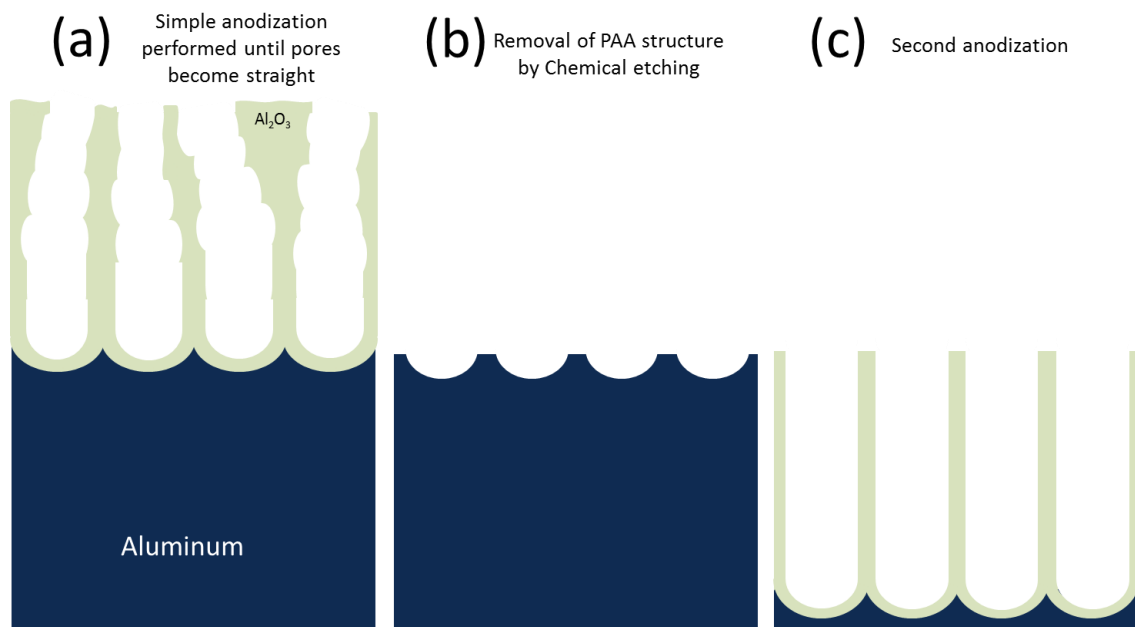 (a)
Simple anodization
performed until pores
become straight
(b)
Removal of PAA structure
by Chemical etching
(c)
Second anodization
Al₂O₃
Aluminum